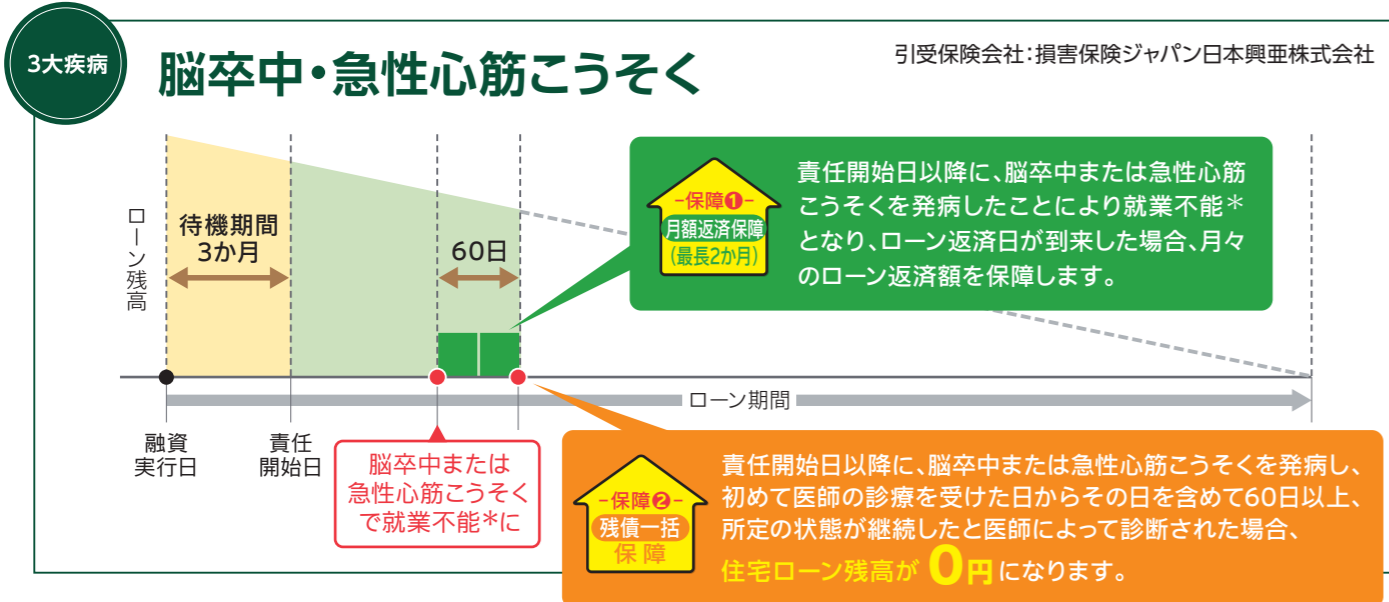 3大疾病
脳卒中・急性心筋こうそく
引受保険会社:損害保険ジャパン日本興亜株式会社
ローン残高
待機期間
3か月
60日
-保障❶-
月額返済保障
(最長2か月)
責任開始日以降に、脳卒中または急性心筋
こうそくを発病したことにより就業不能*
となり、ローン返済日が到来した場合、月々
のローン返済額を保障します。
ローン期間
融資
実行日
責任
開始日
脳卒中または
急性心筋こうそく
で就業不能*に
-保障❷-
残債一括
保障
責任開始日以降に、脳卒中または急性心筋こうそくを発病し、
初めて医師の診療を受けた日からその日を含めて60日以上、
所定の状態が継続したと医師によって診断された場合、
住宅ローン残高が0円になります。